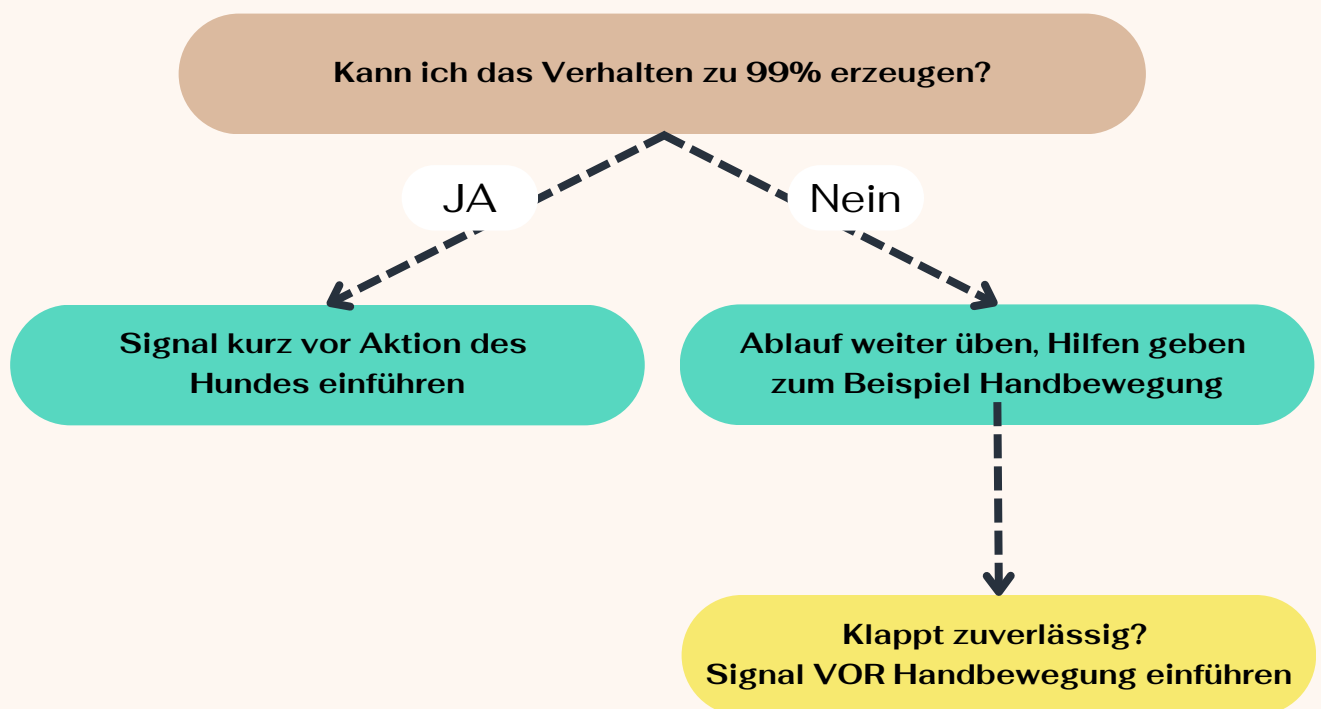 Kann ich das Verhalten zu 99% erzeugen?
JA
Nein
Signal kurz vor Aktion des
Hundes einführen
Ablauf weiter üben, Hilfen geben
zum Beispiel Handbewegung
Klappt zuverlässig?
Signal VOR Handbewegung einführen